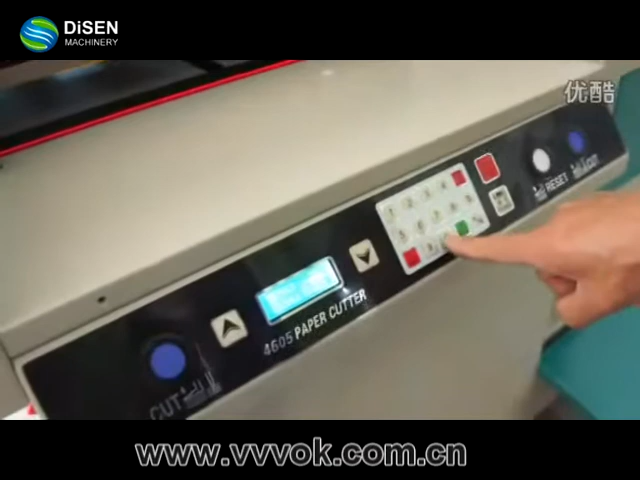 DiSEN
MACHINERY
优酷
RESET
CUT
4605 PAPER CUTTER
CUT
www.vvvok.com.cn